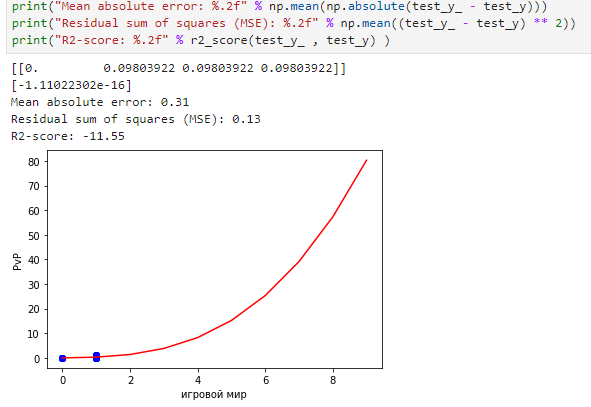 print("Mean absolute error: %.2f" % np.mean(np.absolute(test_y_ - test_y)))
print("Residual sum of squares (MSE): %.2f" % np.mean((test_y_ - test_y) ** 2))
print("R2-score: %.2f" % r2_score(test_y_ , test_y) )
[[0.         0.09803922 0.09803922 0.09803922]]
[-1.11022302e-16]
Mean absolute error: 0.31
Residual sum of squares (MSE): 0.13
R2-score: -11.55
80
70
60
50
40
30
20
10
0
PvP
0 2 4 6 8
игровой мир